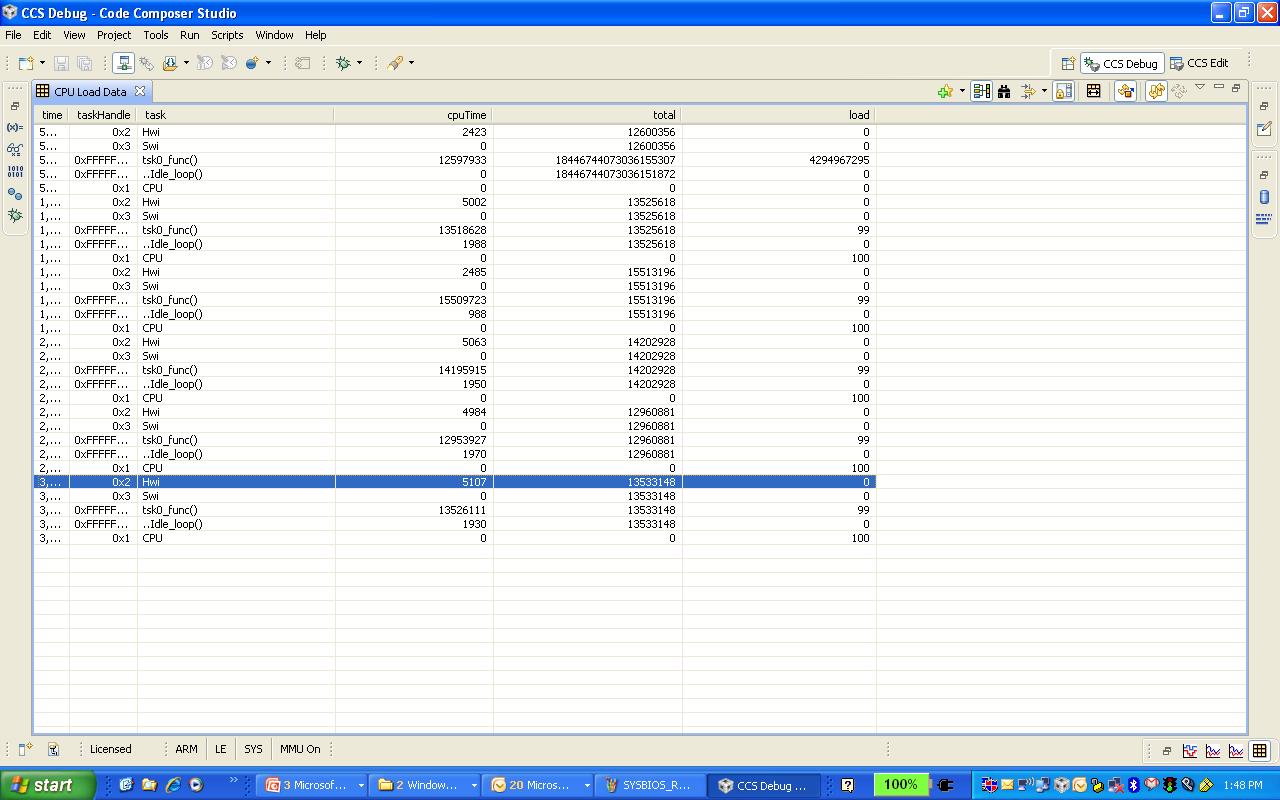 CCS Debug - Code Composer Studio
File Edit View Project Tools Run Scripts Window Help
CCS Debug CCS Edit
CPU Load Data
time taskHandle task cpuTime total load
5... 0x2 Hwi 2423 12600356 0
5... 0x3 Swi 0 12600356 0
5... 0xFFFFF... tsk0_func() 12597933 18446744073036155307 4294967295
5... 0xFFFFF... ..Idle_loop() 0 18446744073036151872 0
5... 0x1 CPU 0 0 0
1,... 0x2 Hwi 5002 13525618 0
1,... 0x3 Swi 0 13525618 0
1,... 0xFFFFF... tsk0_func() 13518628 13525618 99
1,... 0xFFFFF... ..Idle_loop() 1988 13525618 0
1,... 0x1 CPU 0 0 100
1,... 0x2 Hwi 2485 15513196 0
1,... 0x3 Swi 0 15513196 0
1,... 0xFFFFF... tsk0_func() 15509723 15513196 99
1,... 0xFFFFF... ..Idle_loop() 988 15513196 0
1,... 0x1 CPU 0 0 100
2,... 0x2 Hwi 5063 14202928 0
2,... 0x3 Swi 0 14202928 0
2,... 0xFFFFF... tsk0_func() 14195915 14202928 99
2,... 0xFFFFF... ..Idle_loop() 1950 14202928 0
2,... 0x1 CPU 0 0 100
2,... 0x2 Hwi 4984 12960881 0
2,... 0x3 Swi 0 12960881 0
2,... 0xFFFFF... tsk0_func() 12953927 12960881 99
2,... 0xFFFFF... ..Idle_loop() 1970 12960881 0
2,... 0x1 CPU 0 0 100
3,... 0x2 Hwi 5107 13533148 0
3,... 0x3 Swi 0 13533148 0
3,... 0xFFFFF... tsk0_func() 13526111 13533148 99
3,... 0xFFFFF... ..Idle_loop() 1930 13533148 0
3,... 0x1 CPU 0 0 100
Licensed ARM LE SYS MMU On
start 3 Microsof... 2 Window... 20 Micros... SYSBIOS_R... CCS Debug ... 100% 1:48 PM